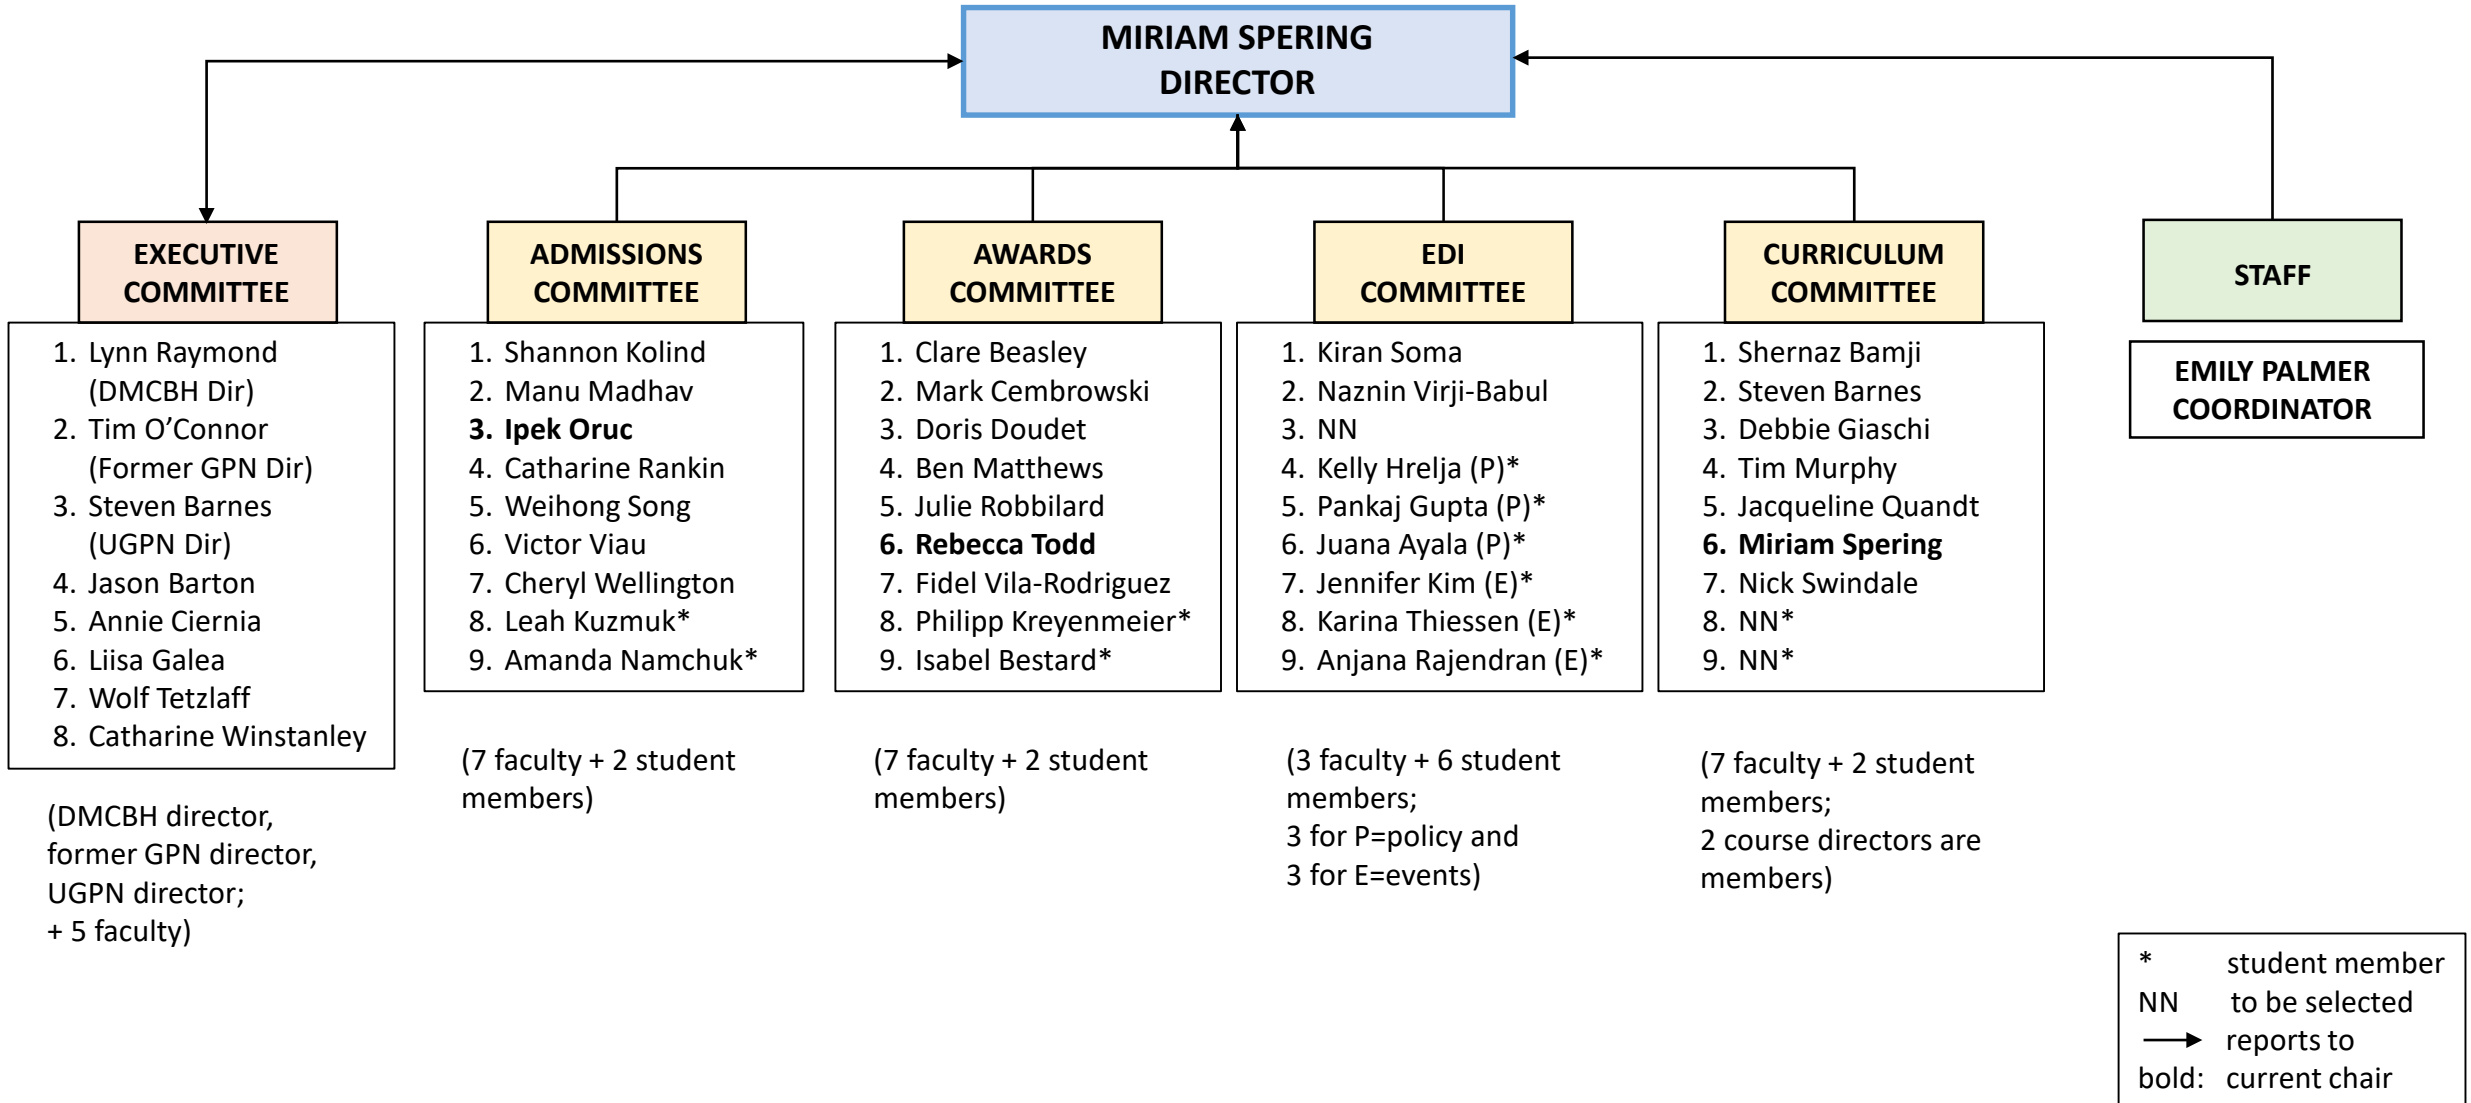 MIRIAM SPERING
DIRECTOR
EXECUTIVE
COMMITTEE
1. Lynn Raymond
(DMCBH Dir)
2. Tim O’Connor
(Former GPN Dir)
3. Steven Barnes
(UGPN Dir)
4. Jason Barton
5. Annie Ciernia
6. Liisa Galea
7. Wolf Tetzlaff
8. Catharine Winstanley
(DMCBH director,
former GPN director,
UGPN director;
+ 5 faculty)
ADMISSIONS
COMMITTEE
1. Shannon Kolind
2. Manu Madhav
3. Ipek Oruc
4. Catharine Rankin
5. Weihong Song
6. Victor Viau
7. Cheryl Wellington
8. Leah Kuzmuk*
9. Amanda Namchuk*
(7 faculty + 2 student
members)
AWARDS
COMMITTEE
1. Clare Beasley
2. Mark Cembrowski
3. Doris Doudet
4. Ben Matthews
5. Julie Robbilard
6. Rebecca Todd
7. Fidel Vila-Rodriguez
8. Philipp Kreyenmeier*
9. Isabel Bestard*
(7 faculty + 2 student
members)
EDI
COMMITTEE
1. Kiran Soma
2. Naznin Virji-Babul
3. NN
4. Kelly Hrelja (P)*
5. Pankaj Gupta (P)*
6. Juana Ayala (P)*
7. Jennifer Kim (E)*
8. Karina Thiessen (E)*
9. Anjana Rajendran (E)*
(3 faculty + 6 student
members;
3 for P=policy and
3 for E=events)
CURRICULUM
COMMITTEE
1. Shernaz Bamji
2. Steven Barnes
3. Debbie Giaschi
4. Tim Murphy
5. Jacqueline Quandt
6. Miriam Spering
7. Nick Swindale
8. NN*
9. NN*
(7 faculty + 2 student
members;
2 course directors are
members)
STAFF
EMILY PALMER
COORDINATOR
* student member
NN to be selected
reports to
bold: current chair